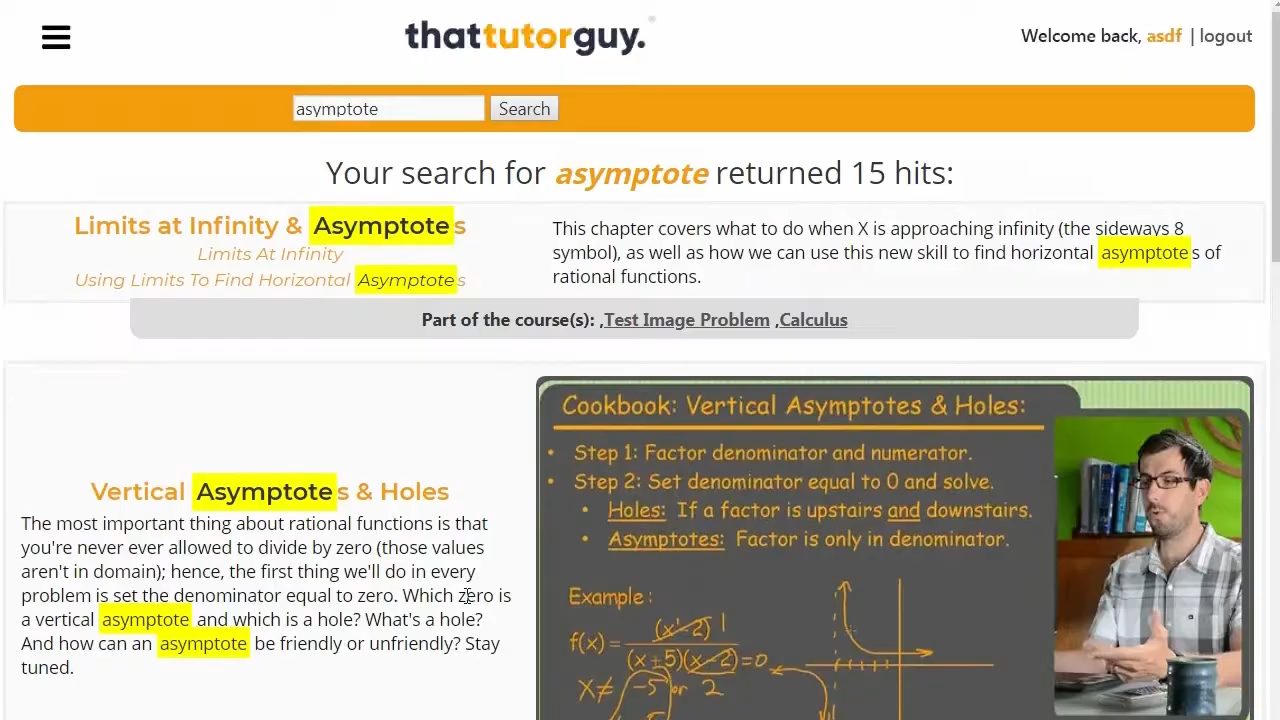 thattutorguy.
Welcome back, asdf | logout
asymptote
Search
Your search for asymptote returned 15 hits:
Limits at Infinity & Asymptotes
Limits At Infinity
Using Limits To Find Horizontal Asymptotes
This chapter covers what to do when X is approaching infinity (the sideways 8
symbol), as well as how we can use this new skill to find horizontal asymptotes of
rational functions.
Part of the course(s): ,Test Image Problem ,Calculus
Vertical Asymptotes & Holes
The most important thing about rational functions is that
you're never ever allowed to divide by zero (those values
aren't in domain); hence, the first thing we'll do in every
problem is set the denominator equal to zero. Which zero is
a vertical asymptote and which is a hole? What's a hole?
And how can an asymptote be friendly or unfriendly? Stay
tuned.
Cookbook: Vertical Asymptotes & Holes:
• Step 1: Factor denominator and numerator.
• Step 2: Set denominator equal to 0 and solve.
• Holes: If a factor is upstairs and downstairs.
• Asymptotes: Factor is only in denominator.
Example:
f(x) = (x-2) 1
(x+5)(x-2) = 0
X ≠ -5 or 2